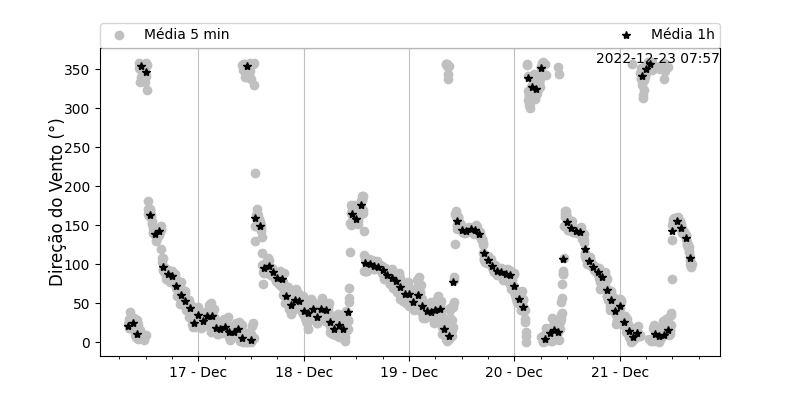 Média 5 min
Média 1h
2022-12-23 07:57
Direção do Vento (°)
350
300
250
200
150
100
50
0
17 - Dec
18 - Dec
19 - Dec
20 - Dec
21 - Dec